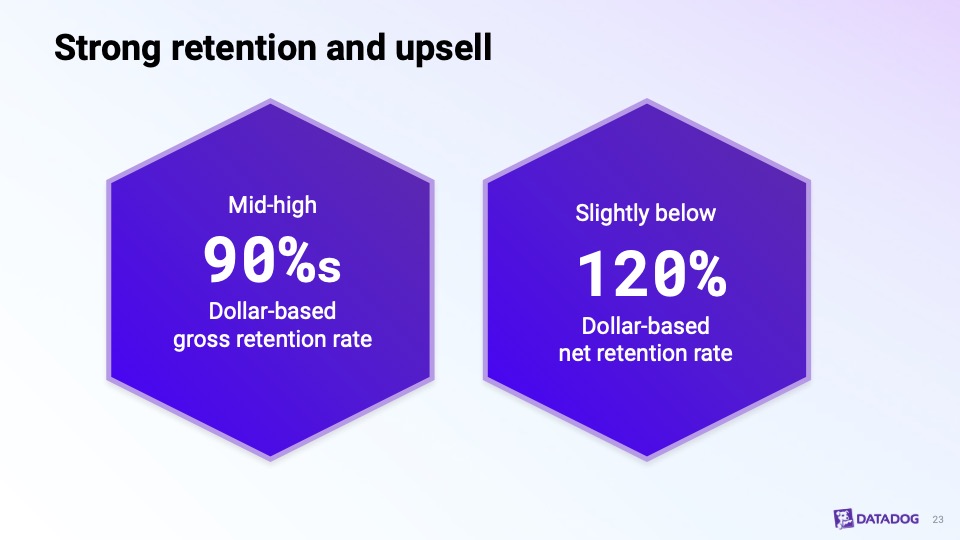 Strong retention and upsell
Mid-high
90%s
Dollar-based
gross retention rate
Slightly below
120%
Dollar-based
net retention rate
DATADOG
23